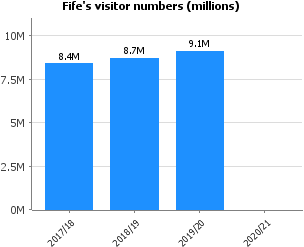 Fife's visitor numbers (millions)
10M
7.5M
5M
2.5M
0M
8.4M
8.7M
9.1M
2017/18
2018/19
2019/20
2020/21